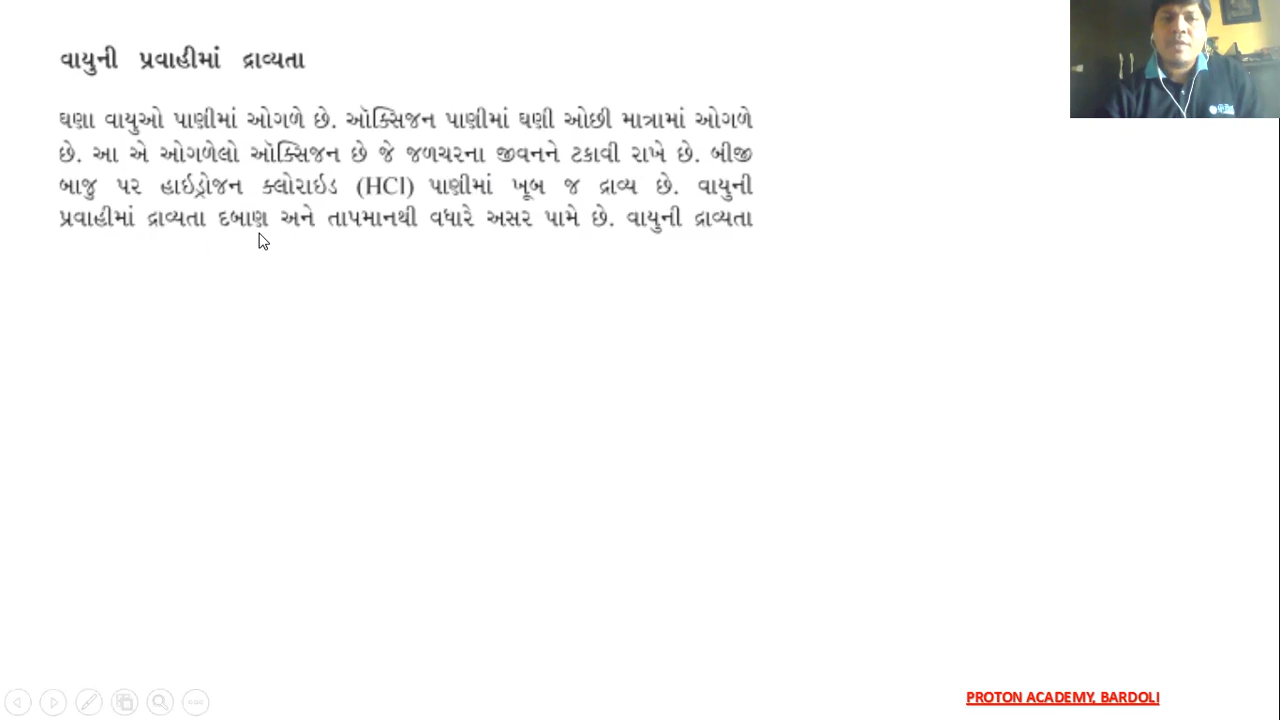 વાયુની પ્રવાહીમાં દ્રાવ્યતા
ઘણા વાયુઓ પાણીમાં ઓગળે છે. ઑક્સિજન પાણીમાં ઘણી ઓછી માત્રામાં ઓગળે
છે. આ એ ઓગળેલો ઑક્સિજન છે જે જળચરના જીવનને ટકાવી રાખે છે. બીજી
બાજુ પર હાઇડ્રોજન ક્લોરાઇડ (HCl) પાણીમાં ખૂબ જ દ્રાવ્ય છે. વાયુની
પ્રવાહીમાં દ્રાવ્યતા દબાણ અને તાપમાનથી વધારે અસર પામે છે. વાયુની દ્રાવ્યતા
PROTON ACADEMY, BARDOLI